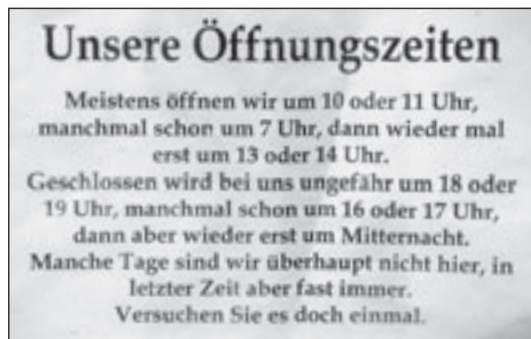 Unsere Öffnungszeiten
Meistens öffnen wir um 10 oder 11 Uhr,
manchmal schon um 7 Uhr, dann wieder mal
erst um 13 oder 14 Uhr.
Geschlossen wird bei uns ungefähr um 18 oder
19 Uhr, manchmal schon um 16 oder 17 Uhr,
dann aber wieder erst um Mitternacht.
Manche Tage sind wir überhaupt nicht hier, in
letzter Zeit aber fast immer.
Versuchen Sie es doch einmal.